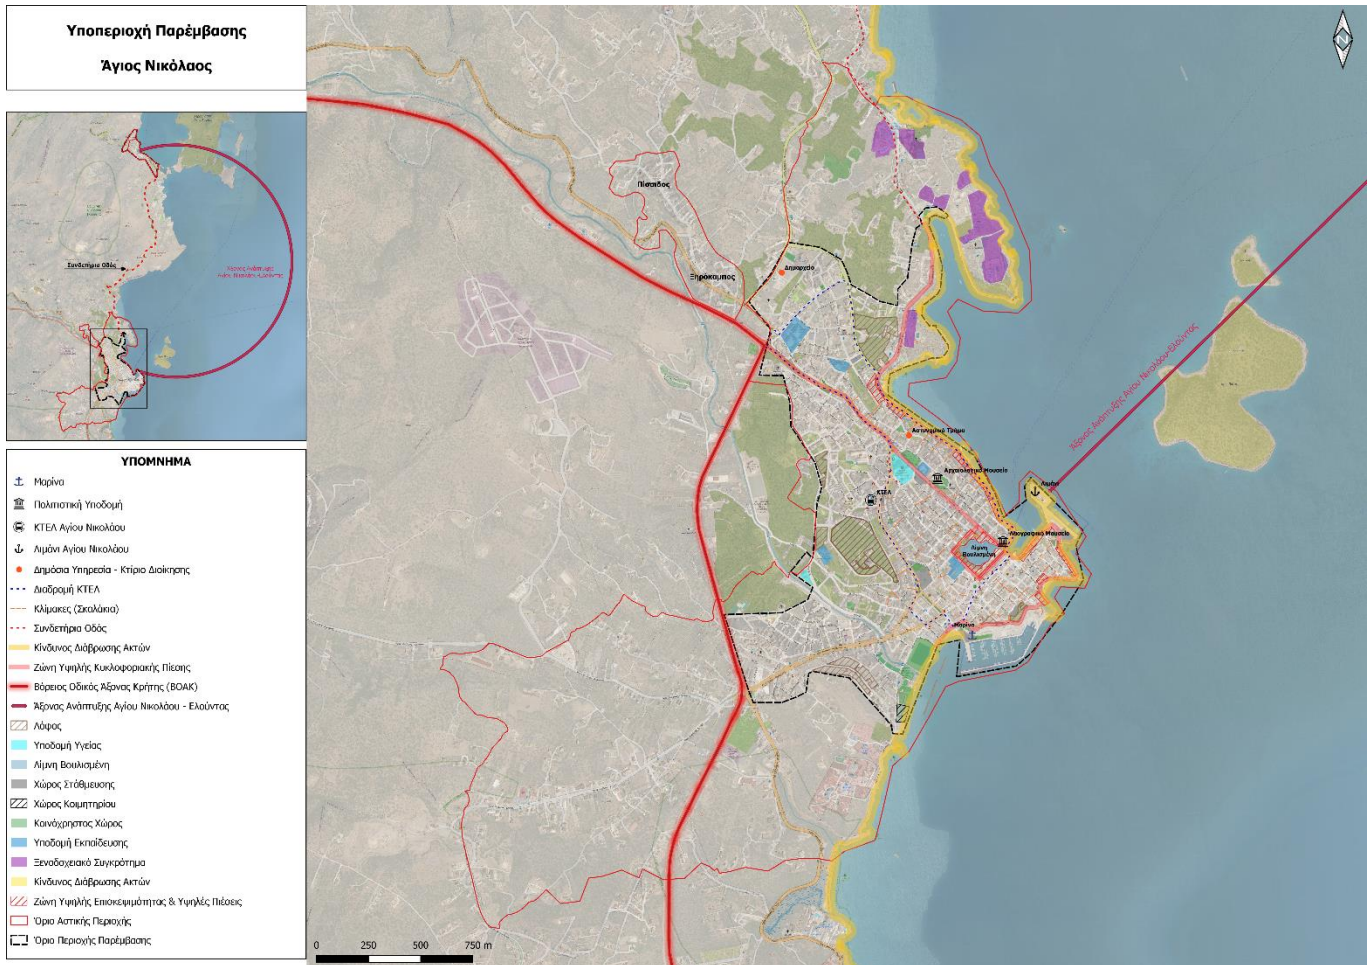 Υποπεριοχή Παρέμβασης
Άγιος Νικόλαος
Συνδετήρια Οδός
ΥΠΟΜΝΗΜΑ
Μαρίνα
Πολιτιστική Υποδομή
ΚΤΕΛ Αγίου Νικολάου
Λιμάνι Αγίου Νικολάου
Δημόσια Υπηρεσία - Κτίριο Διοίκησης
Διαδρομή ΚΤΕΛ
Κλίμακες (Σκαλάκια)
Συνδετήρια Οδός
Κίνδυνος Διάβρωσης Ακτών
Ζώνη Υψηλής Κυκλοφοριακής Πίεσης
Βόρειος Οδικός Άξονας Κρήτης (ΒΟΑΚ)
Άξονας Ανάπτυξης Αγίου Νικολάου - Ελούντας
Λόφος
Υποδομή Υγείας
Λίμνη Βουλισμένη
Χώρος Στάθμευσης
Χώρος Κοιμητηρίου
Κοινόχρηστος Χώρος
Υποδομή Εκπαίδευσης
Ξενοδοχειακό Συγκρότημα
Κίνδυνος Διάβρωσης Ακτών
Ζώνη Υψηλής Επισκεψιμότητας & Υψηλές Πιέσεις
Όριο Αστικής Περιοχής
Όριο Περιοχής Παρέμβασης
N
Πίσσιδος
Ξηρόκαμπος
Δημαρχείο
Αστυνομικό Τμήμα
Αρχαιολογικό Μουσείο
ΚΤΕΛ
Λιμάνι
Λαογραφικό Μουσείο
Λίμνη
Βουλισμένη
Μαρίνα
Άξονας Ανάπτυξης Αγίου Νικολάου-Ελούντας
0 250 500 750 m